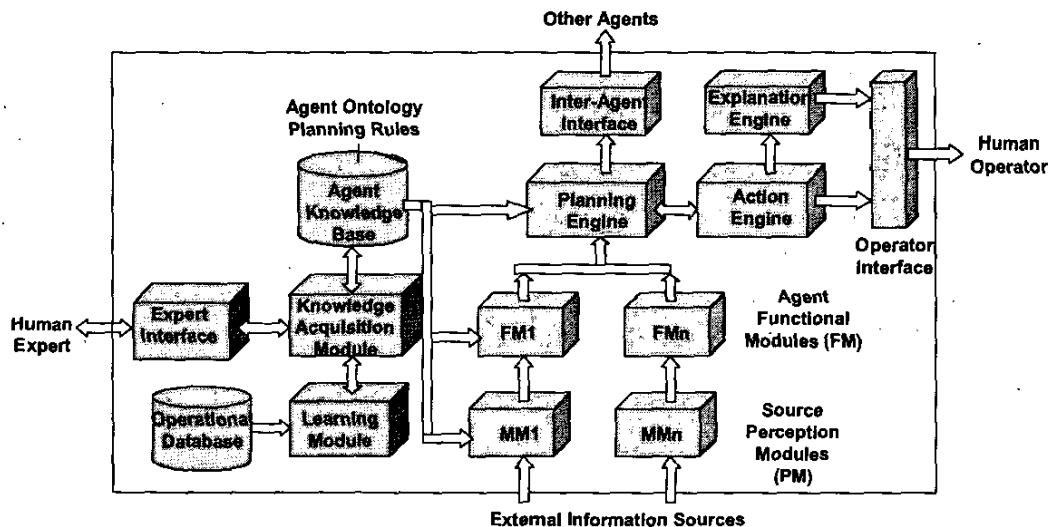 Other Agents
Agent Ontology
Planning Rules
Inter-Agent
Interface
Explanation
Engine
Human
Operator
Agent
Knowledge
Base
Planning
Engine
Action
Engine
Operator
Interface
Human
Expert
Expert
Interface
Knowledge
Acquisition
Module
FM1
FMn
Agent
Functional
Modules (FM)
Operational
Database
Learning
Module
MM1
MMn
Source
Perception
Modules
(PM)
External Information Sources